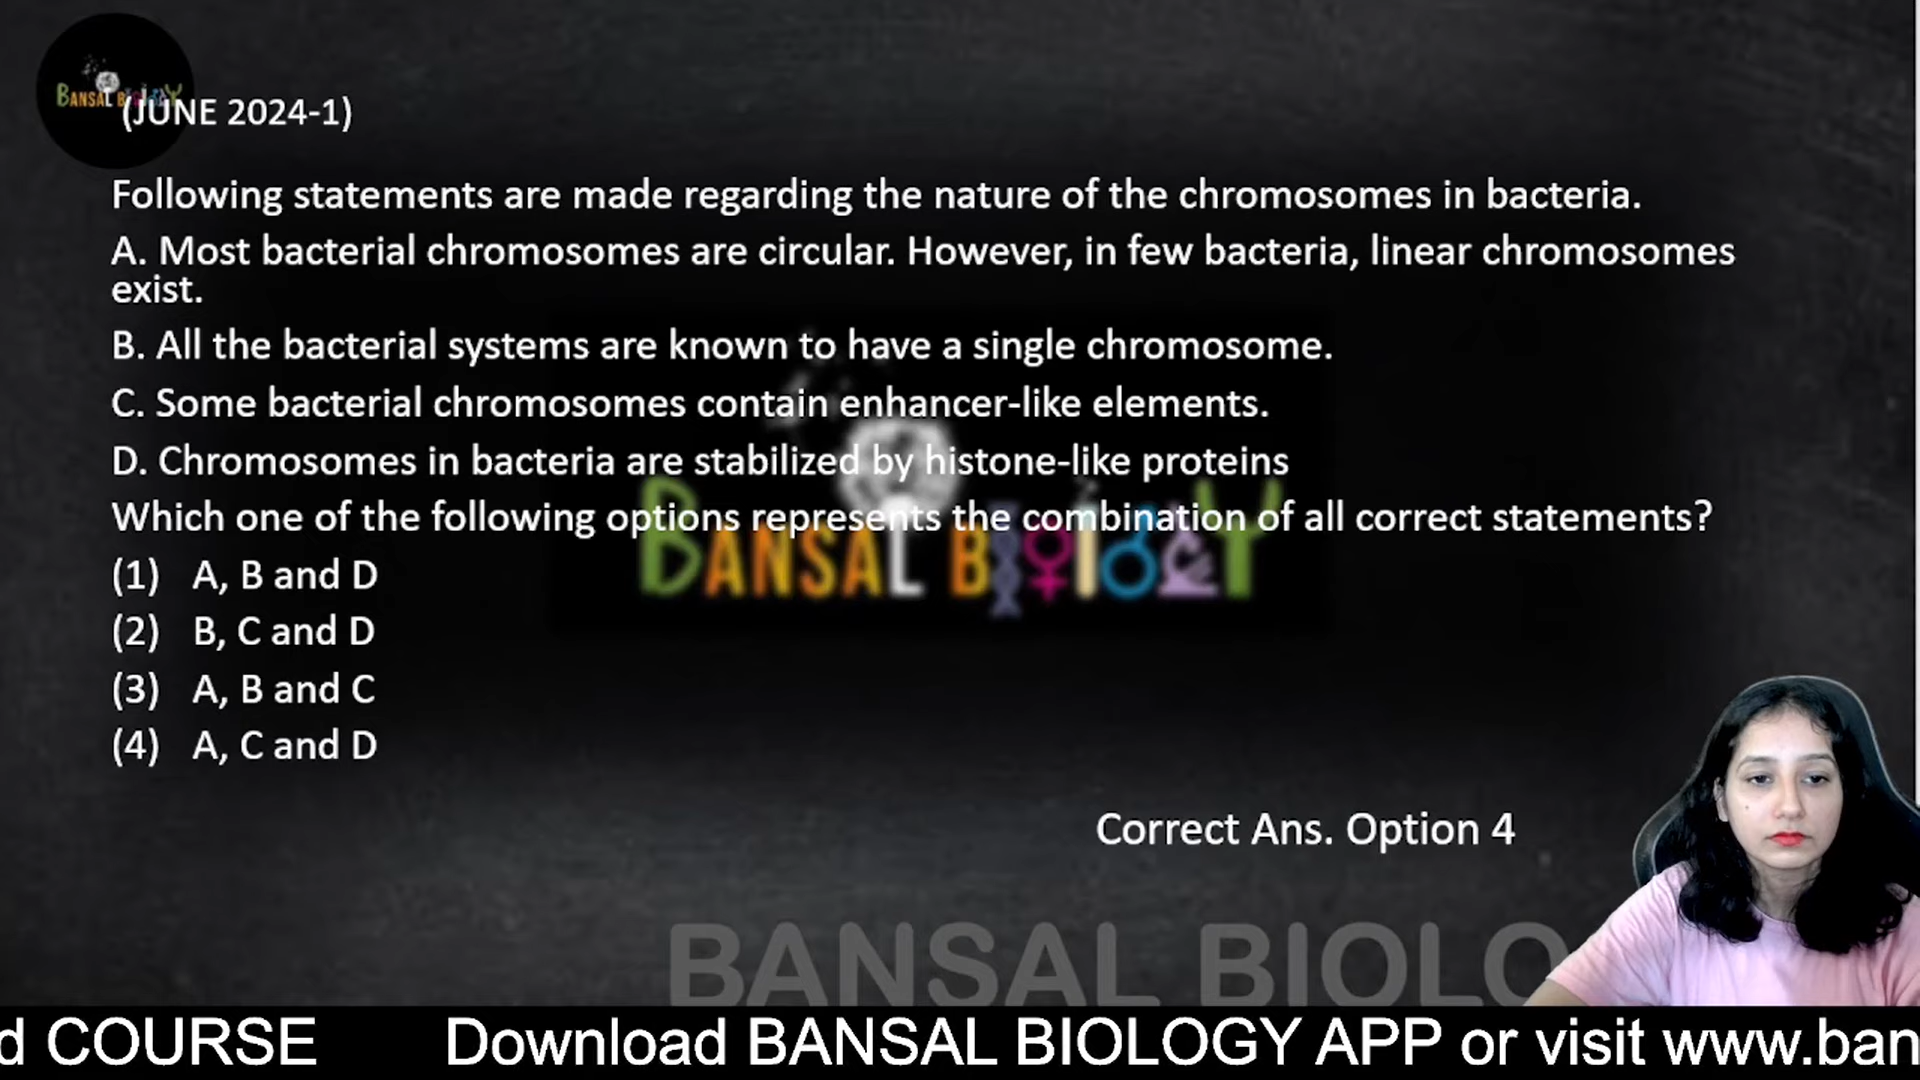 BANSAL BIOLOGY
(JUNE 2024-1)
Following statements are made regarding the nature of the chromosomes in bacteria.
A. Most bacterial chromosomes are circular. However, in few bacteria, linear chromosomes
exist.
B. All the bacterial systems are known to have a single chromosome.
C. Some bacterial chromosomes contain enhancer-like elements.
D. Chromosomes in bacteria are stabilized by histone-like proteins
Which one of the following options represents the combination of all correct statements?
BANSAL BIOLOGY
(1) A, B and D
(2) B, C and D
(3) A, B and C
(4) A, C and D
Correct Ans. Option 4
BANSAL BIOLO
d COURSE Download BANSAL BIOLOGY APP or visit www.ban